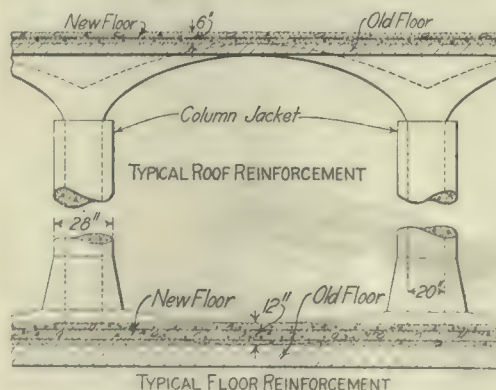 New Floor
6"
Old Floor
Column Jacket
TYPICAL ROOF REINFORCEMENT
28"
20"
New Floor
12"
Old Floor
TYPICAL FLOOR REINFORCEMENT